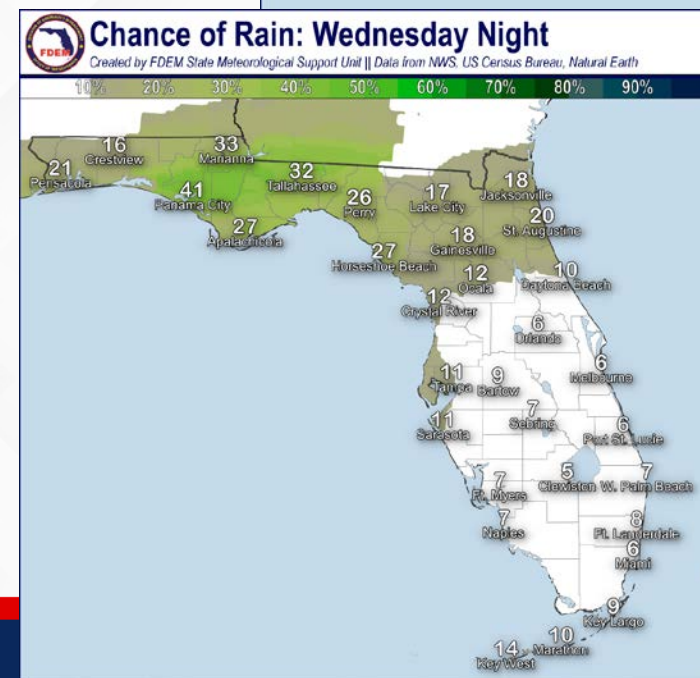 FDEM
Chance of Rain: Wednesday Night
Created by FDEM State Meteorological Support Unit || Data from NWS, US Census Bureau, Natural Earth
10% 20% 30% 40% 50% 60% 70% 80% 90%
16
Crestview
33
Marianna
21
Pensacola
32
Tallahassee
41
Panama City
26
Perry
17
Lake City
18
Jacksonville
20
St. Augustine
27
Apalachicola
18
Gainesville
27
Horseshoe Beach
12
Ocala
10
Daytona Beach
12
Crystal River
6
Orlando
6
Melbourne
11
Tampa
9
Bartow
7
Sebring
11
Sarasota
6
Port St. Lucie
5
Clewiston
7
W. Palm Beach
7
Ft. Myers
7
Naples
8
Ft. Lauderdale
6
Miami
9
Key Largo
10
Marathon
14
Key West